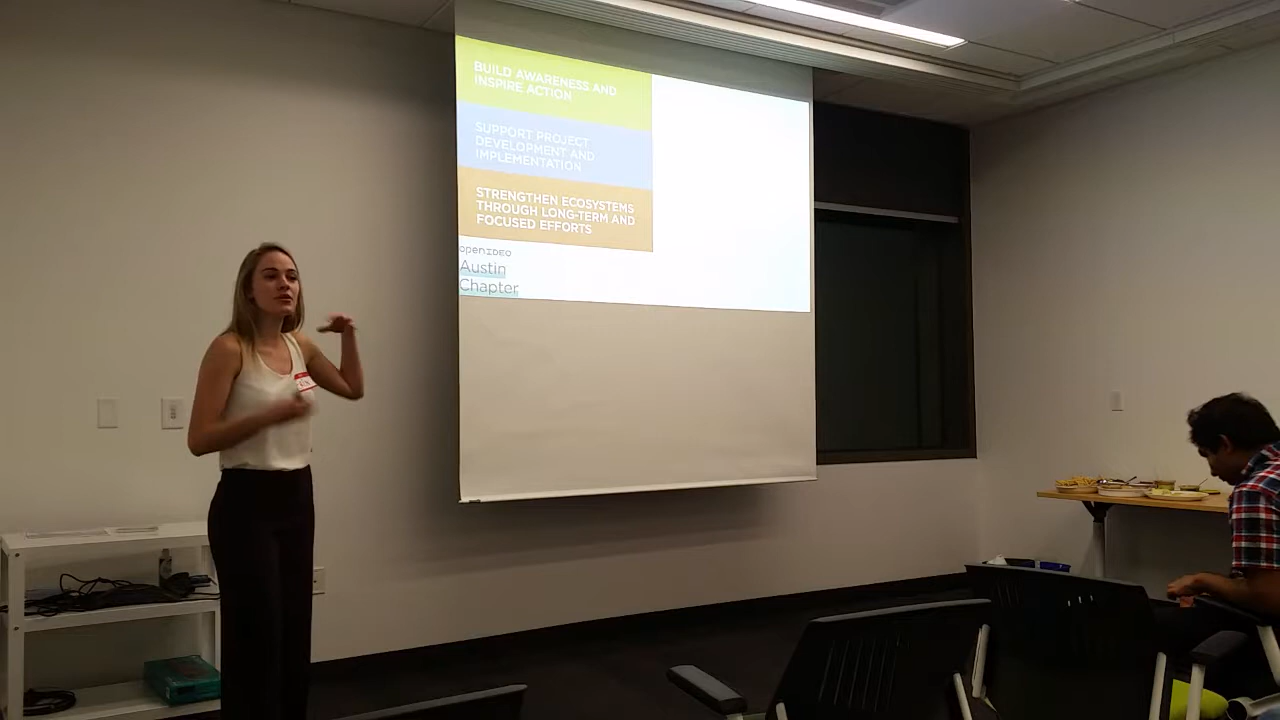 BUILD AWARENESS AND
INSPIRE ACTION
SUPPORT PROJECT
DEVELOPMENT AND
IMPLEMENTATION
STRENGTHEN ECOSYSTEMS
THROUGH LONG-TERM AND
FOCUSED EFFORTS
OPENIDEO
Austin
Chapter